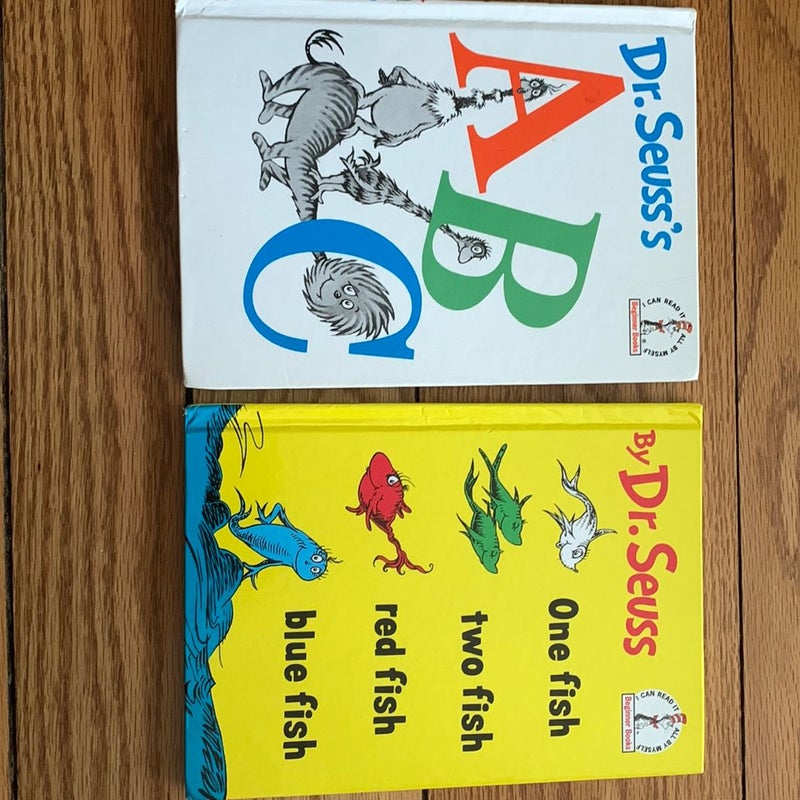 Dr. Seuss's
ABC
I CAN READ IT ALL BY MYSELF
Beginner Books
By Dr. Seuss
One fish
two fish
red fish
blue fish
I CAN READ IT ALL BY MYSELF
Beginner Books